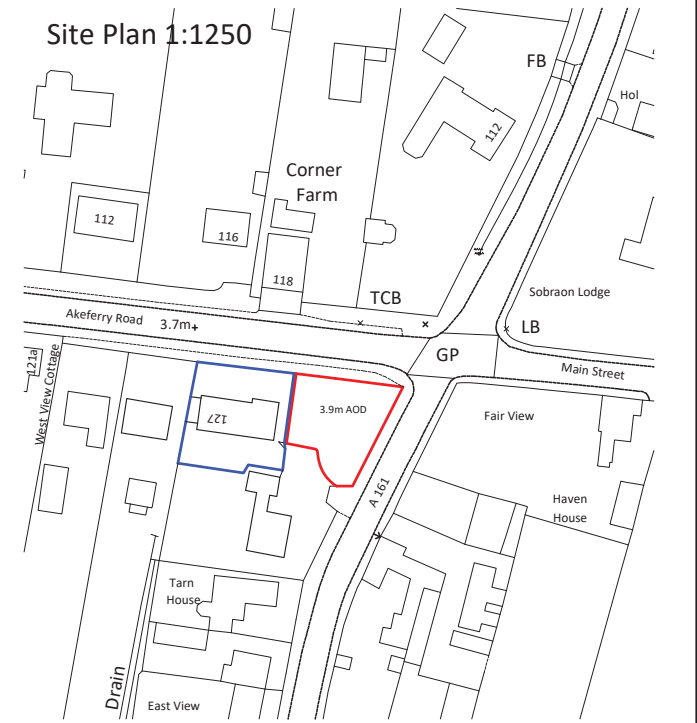 Site Plan 1:1250
FB
Hol
112
Corner
Farm
112
116
118
TCB
Sobraon Lodge
Akeferry Road
3.7m+
LB
GP
Main Street
121a
West View Cottage
127
3.9m AOD
Fair View
A 161
Haven
House
Tarn
House
Drain
East View